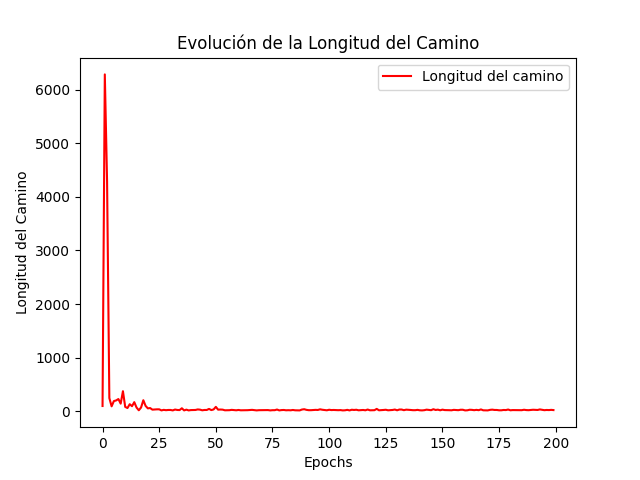 Evolución de la Longitud del Camino
Longitud del camino
Longitud del Camino
6000
5000
4000
3000
2000
1000
0
0 25 50 75 100 125 150 175 200
Epochs